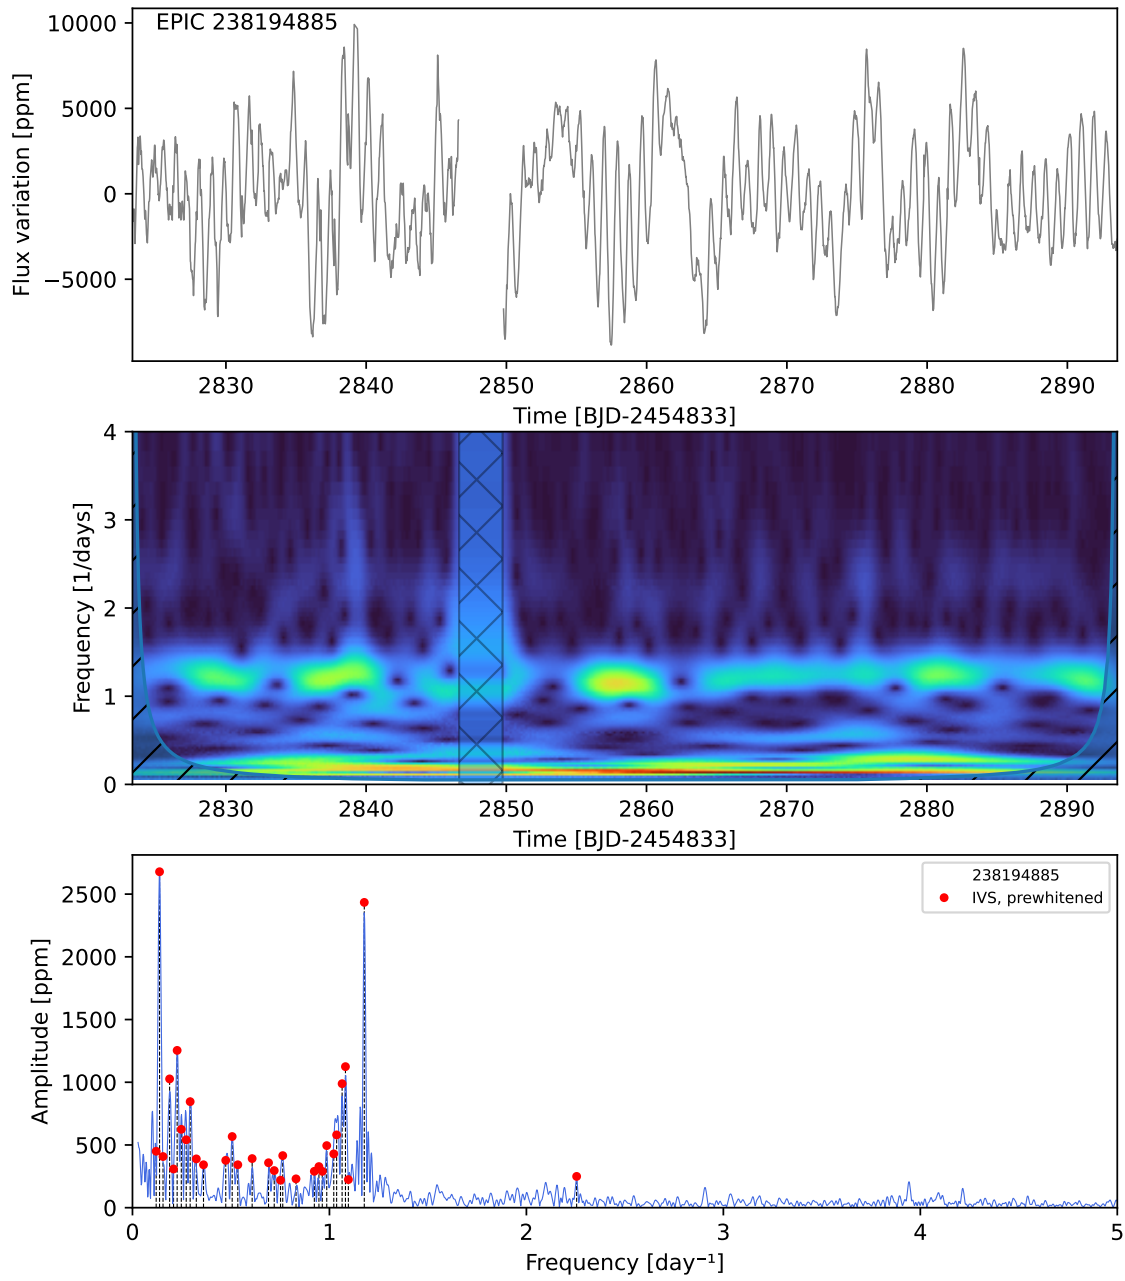 EPIC 238194885
10000
5000
0
−5000
Flux variation [ppm]
2830 2840 2850 2860 2870 2880 2890
Time [BJD-2454833]
4
3
2
1
0
Frequency [1/days]
2830 2840 2850 2860 2870 2880 2890
Time [BJD-2454833]
238194885
IVS, prewhitened
2500
2000
1500
1000
500
0
Amplitude [ppm]
0 1 2 3 4 5
Frequency [day⁻¹]